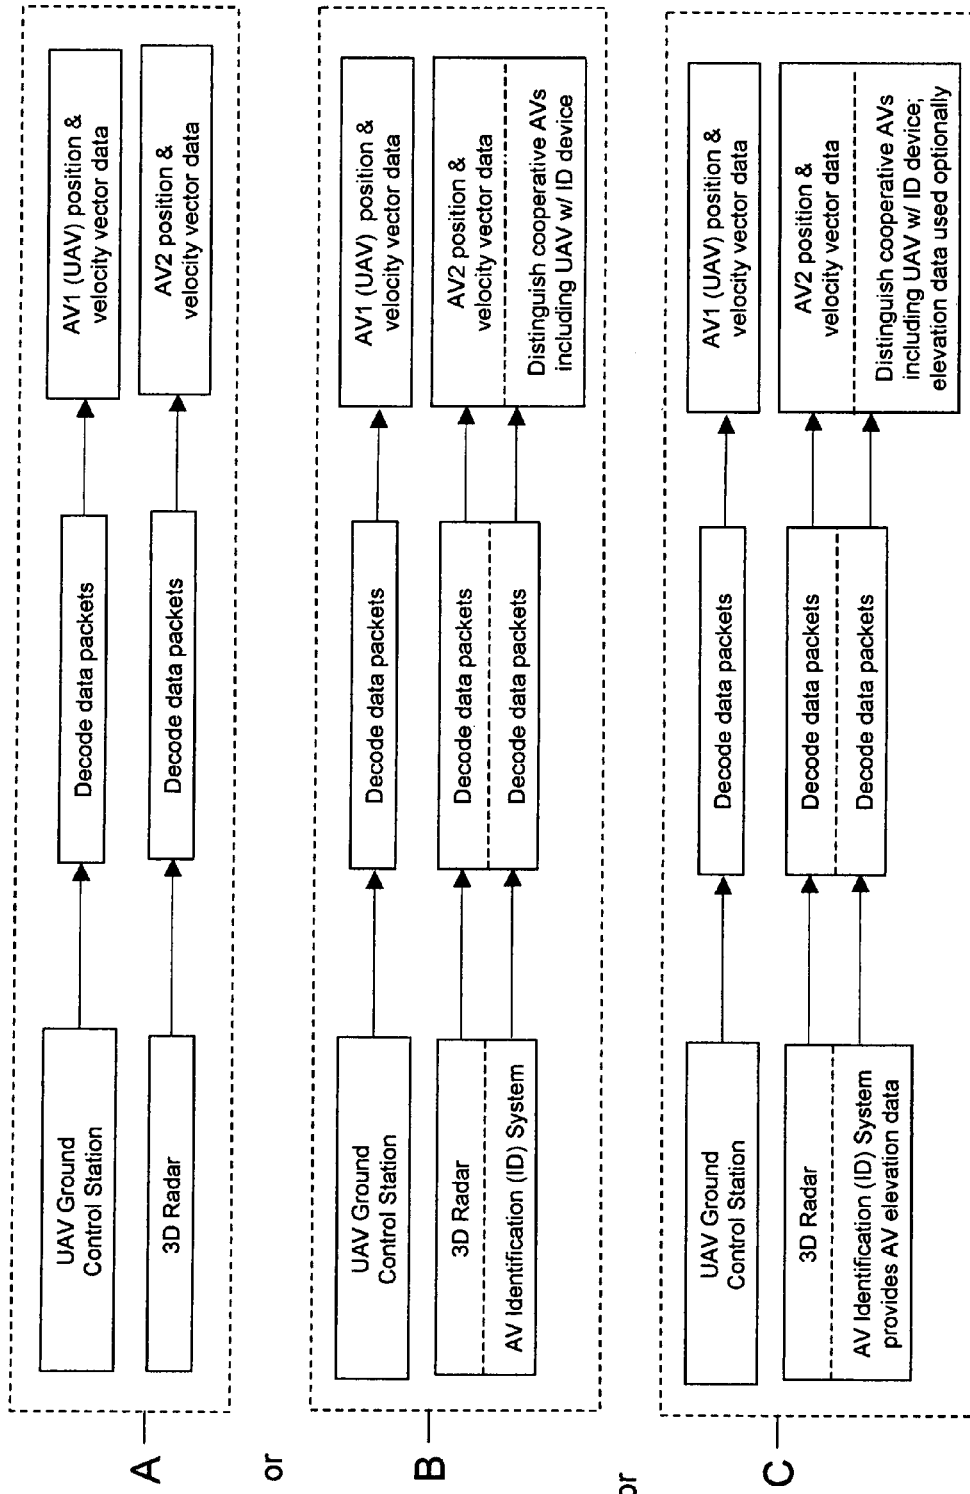 A
UAV Ground
Control Station
Decode data packets
AV1 (UAV) position &
velocity vector data
3D Radar
Decode data packets
AV2 position &
velocity vector data
or
B
UAV Ground
Control Station
Decode data packets
AV1 (UAV) position &
velocity vector data
3D Radar
Decode data packets
AV2 position &
velocity vector data
AV Identification (ID) System
Decode data packets
Distinguish cooperative AVs
including UAV w/ ID device
or
C
UAV Ground
Control Station
Decode data packets
AV1 (UAV) position &
velocity vector data
3D Radar
Decode data packets
AV2 position &
velocity vector data
AV Identification (ID) System
provides AV elevation data
Decode data packets
Distinguish cooperative AVs
including UAV w/ ID device;
elevation data used optionally